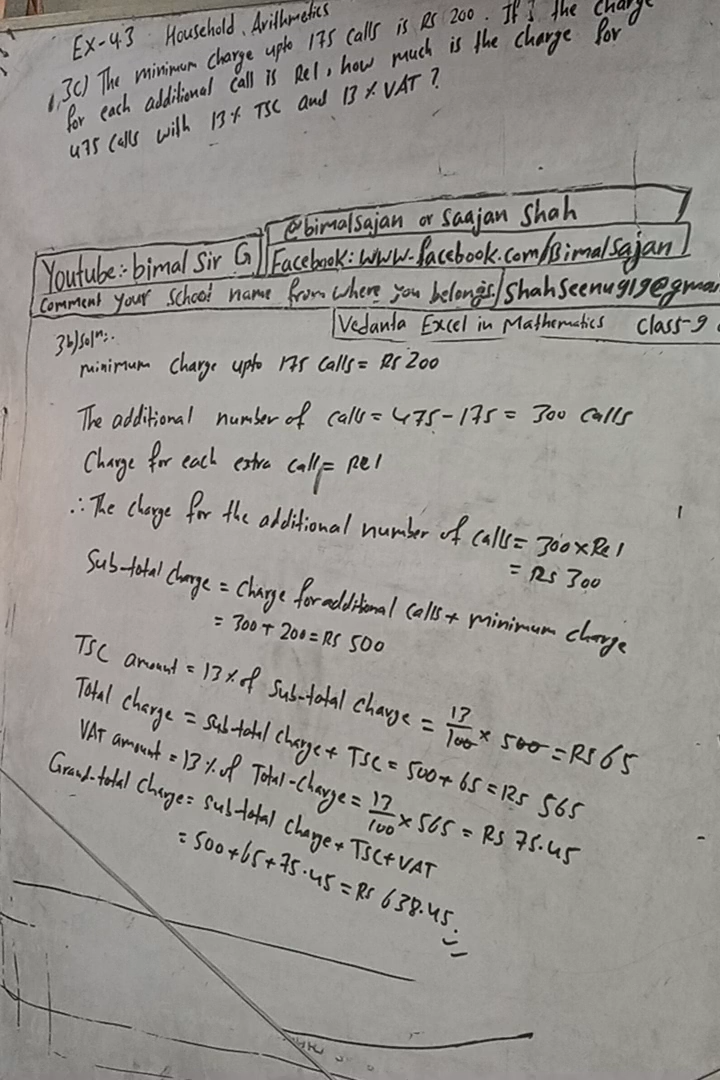 Ex-4.3 Household Arithmetics
3c) The minimum charge upto 175 calls is RS 200. If the charge
for each additional call is Re1, how much is the charge for
475 calls with 13% TSC and 13% VAT?
@bimalsajan or Saajan Shah
Youtube:- bimal Sir G
Facebook: www.facebook.com/Bimalsajan
Comment your School name from where you belongs/ Shahseenu919@gmai
Vedanta Excel in Mathematics Class-9
3b) Solⁿ:-
minimum charge upto 175 calls = RS 200
The additional number of calls = 475-175 = 300 calls
Charge for each extra call = Re1
∴ The charge for the additional number of calls = 300×Re1
= RS 300
Sub-total charge = Charge for additional calls + minimum charge
= 300+200 = RS 500
TSC amount = 13% of Sub-total charge = 13/100 × 500 = RS 65
Total charge = sub-total charge + TSC = 500+65 = RS 565
VAT amount = 13% of Total-Charge = 13/100 × 565 = RS 75.45
Grand-total charge = sub-total charge + TSC + VAT
= 500+65+75.45 = RS 638.45